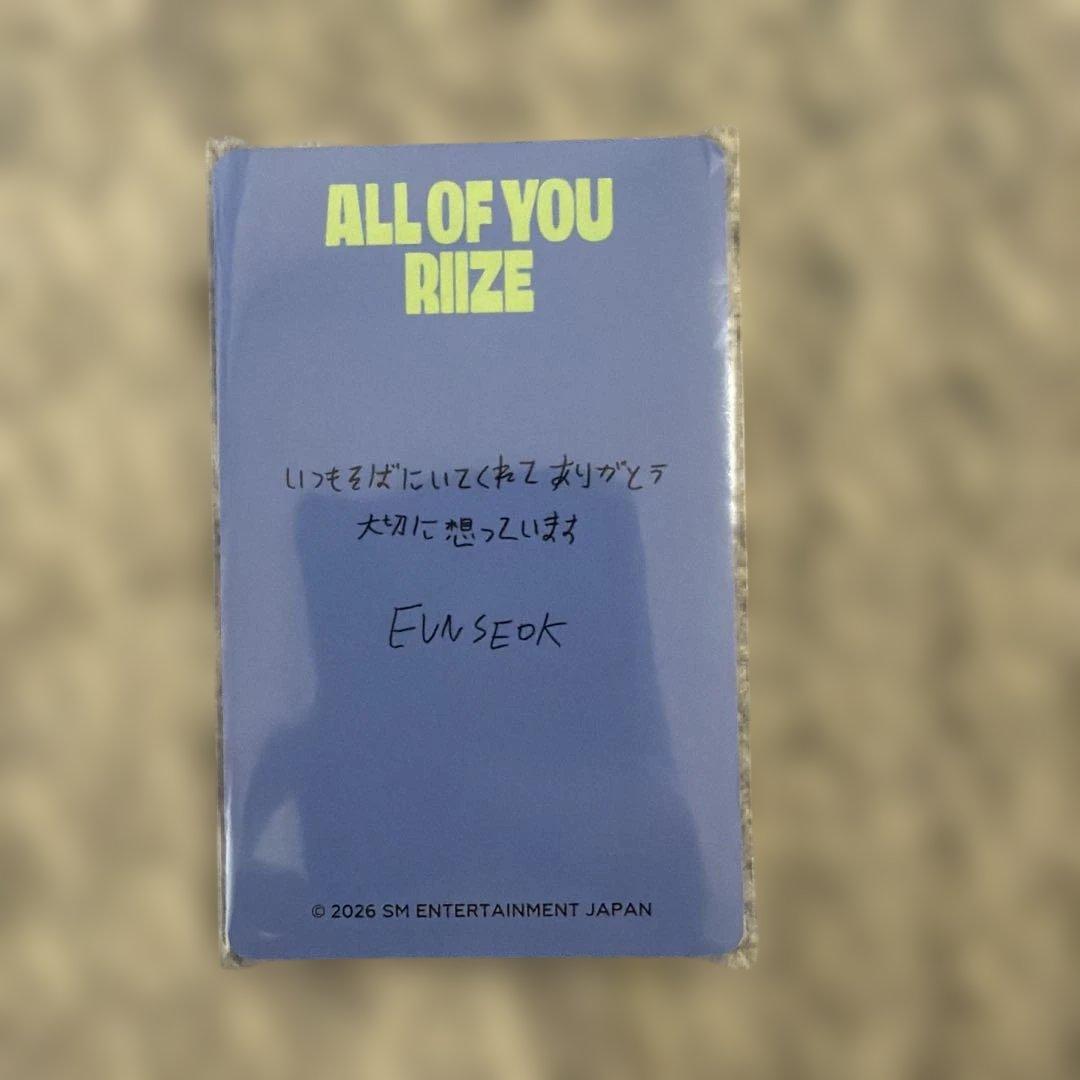 ALL OF YOU
RIIZE
いつもそばにいてくれてありがとう
大切に想っています
EUNSEOK
© 2026 SM ENTERTAINMENT JAPAN